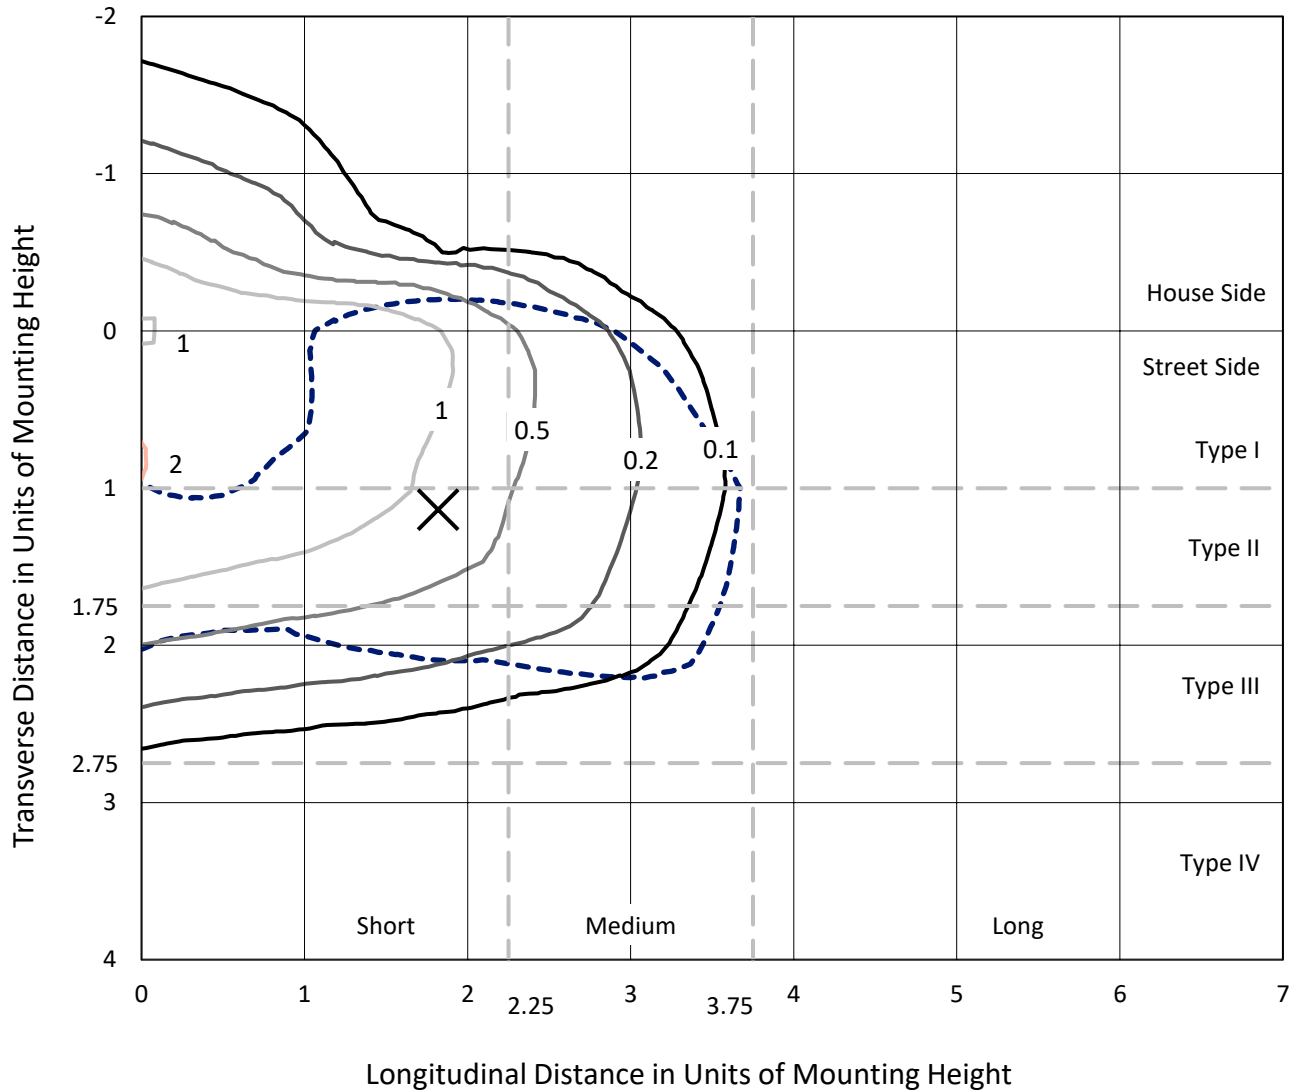 -2
-1
0
1
1.75
2
2.75
3
4
Transverse Distance in Units of Mounting Height
House Side
Street Side
Type I
Type II
Type III
Type IV
1
2
1
0.5
0.2
0.1
Short
Medium
Long
0
1
2
2.25
3
3.75
4
5
6
7
Longitudinal Distance in Units of Mounting Height